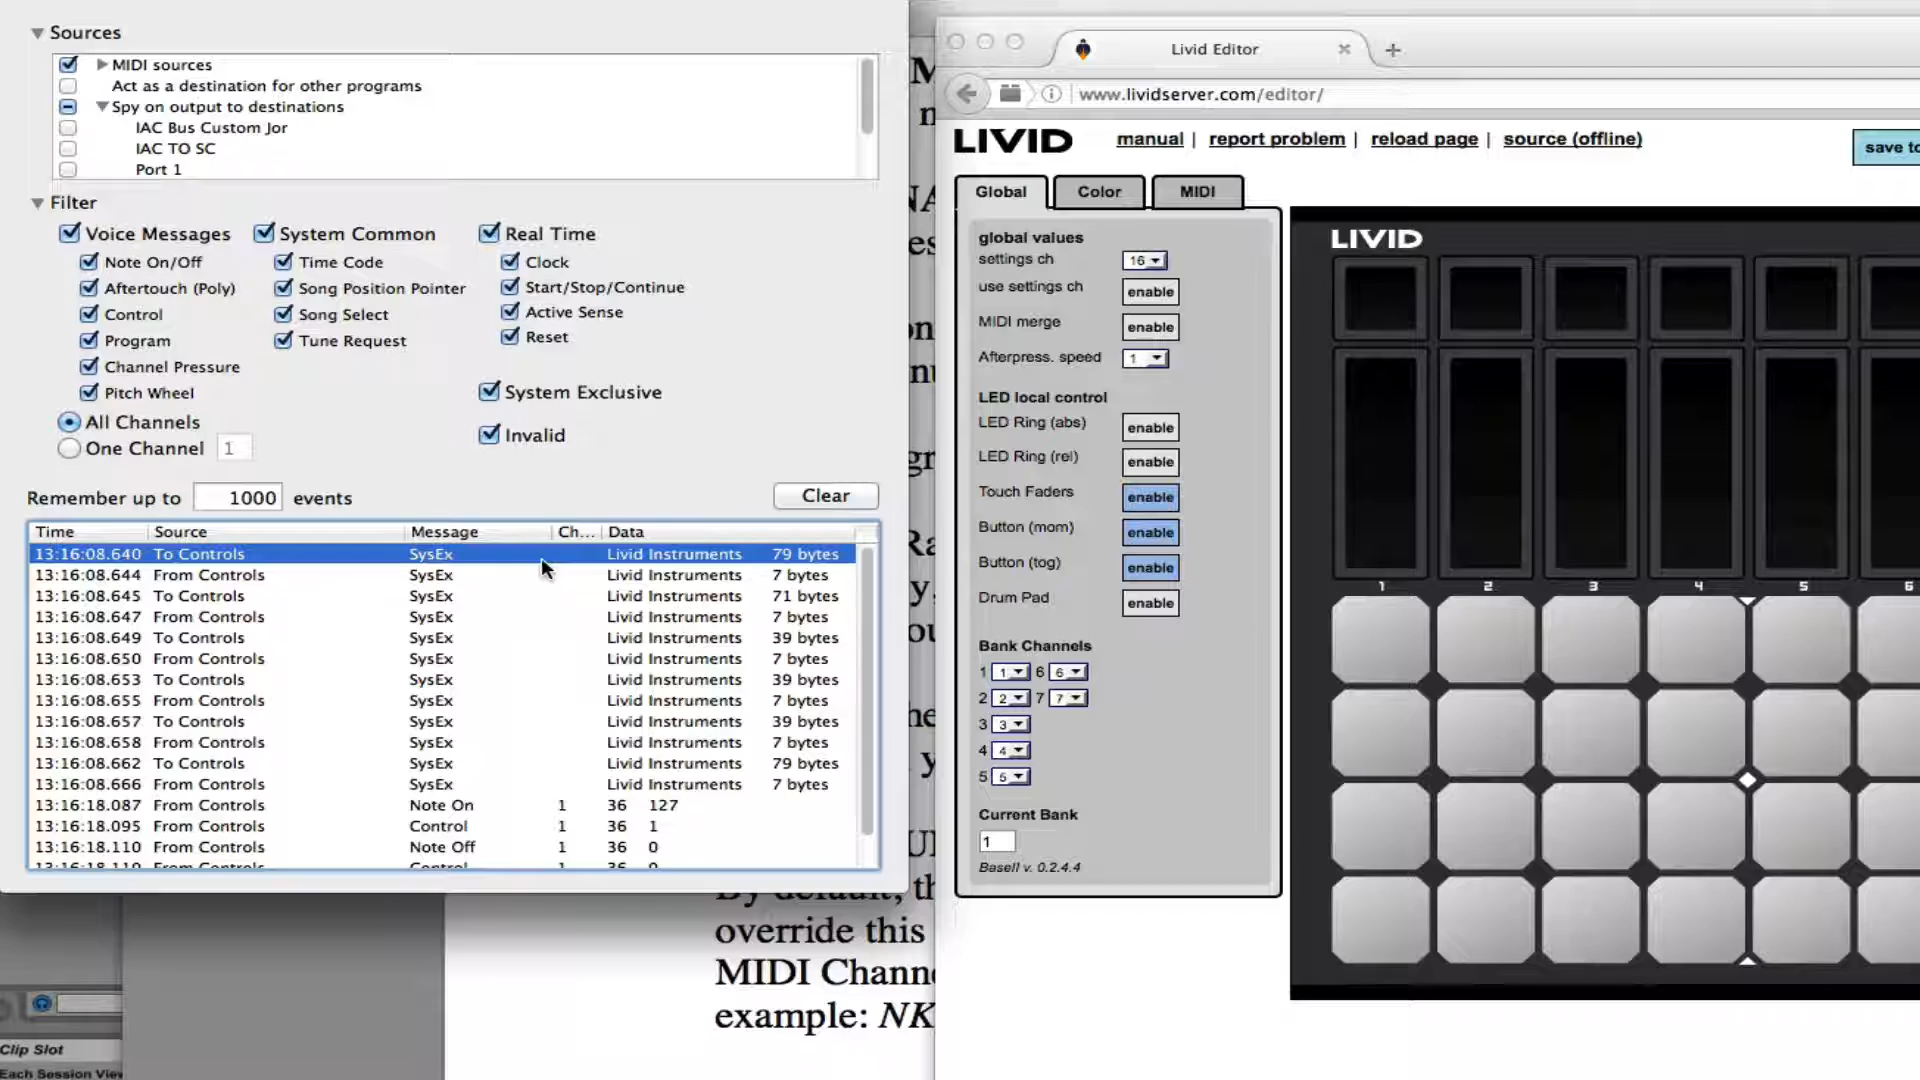 Sources
MIDI sources
Act as a destination for other programs
Spy on output to destinations
IAC Bus Custom Jor
IAC TO SC
Port 1
Filter
Voice Messages
Note On/Off
Aftertouch (Poly)
Control
Program
Channel Pressure
Pitch Wheel
All Channels
One Channel 1
System Common
Time Code
Song Position Pointer
Song Select
Tune Request
Real Time
Clock
Start/Stop/Continue
Active Sense
Reset
System Exclusive
Invalid
Remember up to 1000 events
Clear
Time Source Message Ch... Data
13:16:08.640 To Controls SysEx Livid Instruments 79 bytes
13:16:08.644 From Controls SysEx Livid Instruments 7 bytes
13:16:08.645 To Controls SysEx Livid Instruments 71 bytes
13:16:08.647 From Controls SysEx Livid Instruments 7 bytes
13:16:08.649 To Controls SysEx Livid Instruments 39 bytes
13:16:08.650 From Controls SysEx Livid Instruments 7 bytes
13:16:08.653 To Controls SysEx Livid Instruments 39 bytes
13:16:08.655 From Controls SysEx Livid Instruments 7 bytes
13:16:08.657 To Controls SysEx Livid Instruments 39 bytes
13:16:08.658 From Controls SysEx Livid Instruments 7 bytes
13:16:08.662 To Controls SysEx Livid Instruments 79 bytes
13:16:08.666 From Controls SysEx Livid Instruments 7 bytes
13:16:18.087 From Controls Note On 1 36 127
13:16:18.095 From Controls Control 1 36 1
13:16:18.110 From Controls Note Off 1 36 0
By default, th
override this
MIDI Channe
example: NK
Clip Slot
Each Session View
Livid Editor
www.lividserver.com/editor/
LIVID
manual | report problem | reload page | source (offline)
save to
Global Color MIDI
global values
settings ch 16
use settings ch enable
MIDI merge enable
Afterpress. speed 1
LED local control
LED Ring (abs) enable
LED Ring (rel) enable
Touch Faders enable
Button (mom) enable
Button (tog) enable
Drum Pad enable
Bank Channels
1 1 6 6
2 2 7 7
3 3
4 4
5 5
Current Bank
1
BaseII v. 0.2.4.4
LIVID
1 2 3 4 5 6